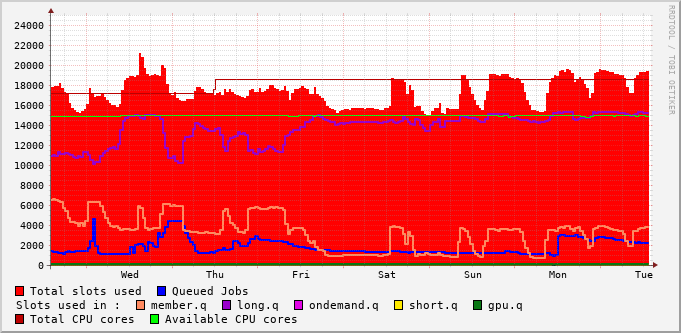 24000
22000
20000
18000
16000
14000
12000
10000
8000
6000
4000
2000
0
Wed Thu Fri Sat Sun Mon Tue
RRDTOOL / TOBI OETIKER
Total slots used Queued Jobs
Slots used in : member.q long.q ondemand.q short.q gpu.q
Total CPU cores Available CPU cores